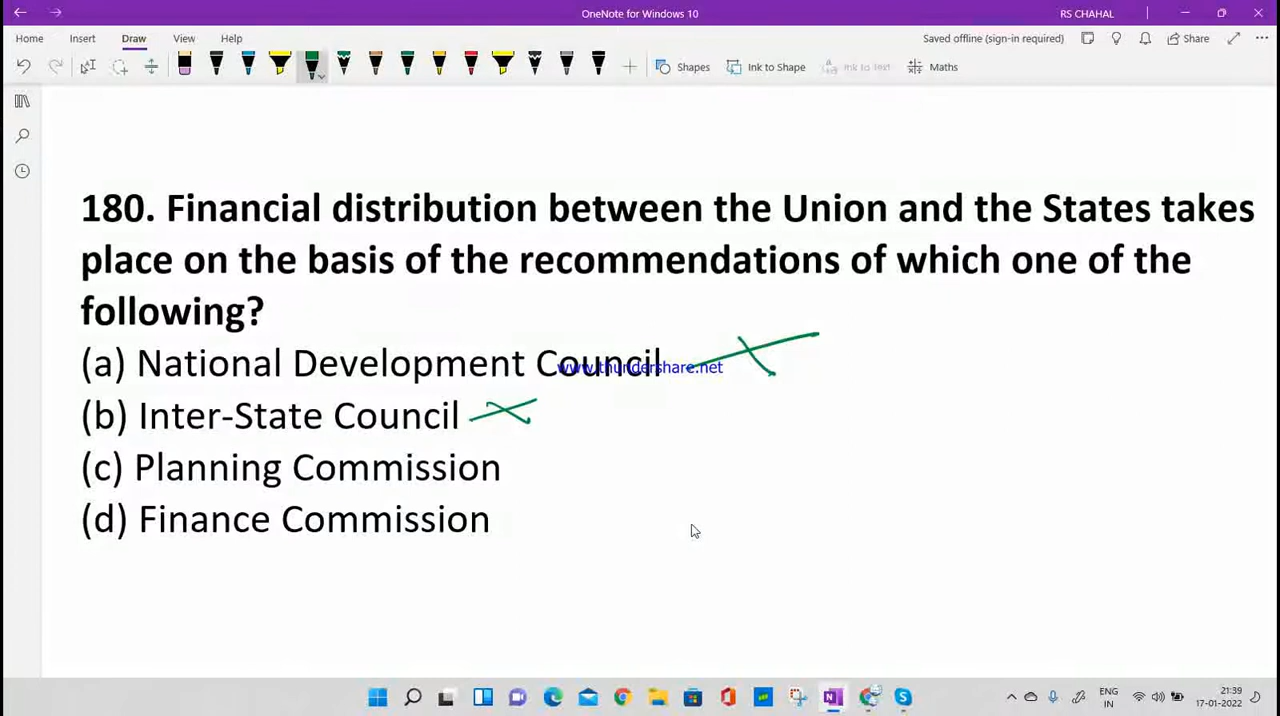 OneNote for Windows 10
RS CHAHAL
Home Insert Draw View Help
Saved offline (sign-in required)
Share
Shapes
Ink to Shape
Ink to Text
Maths
180. Financial distribution between the Union and the States takes
place on the basis of the recommendations of which one of the
following?
(a) National Development Council
www.thundershare.net
(b) Inter-State Council
(c) Planning Commission
(d) Finance Commission
ENG
IN
21:39
17-01-2022